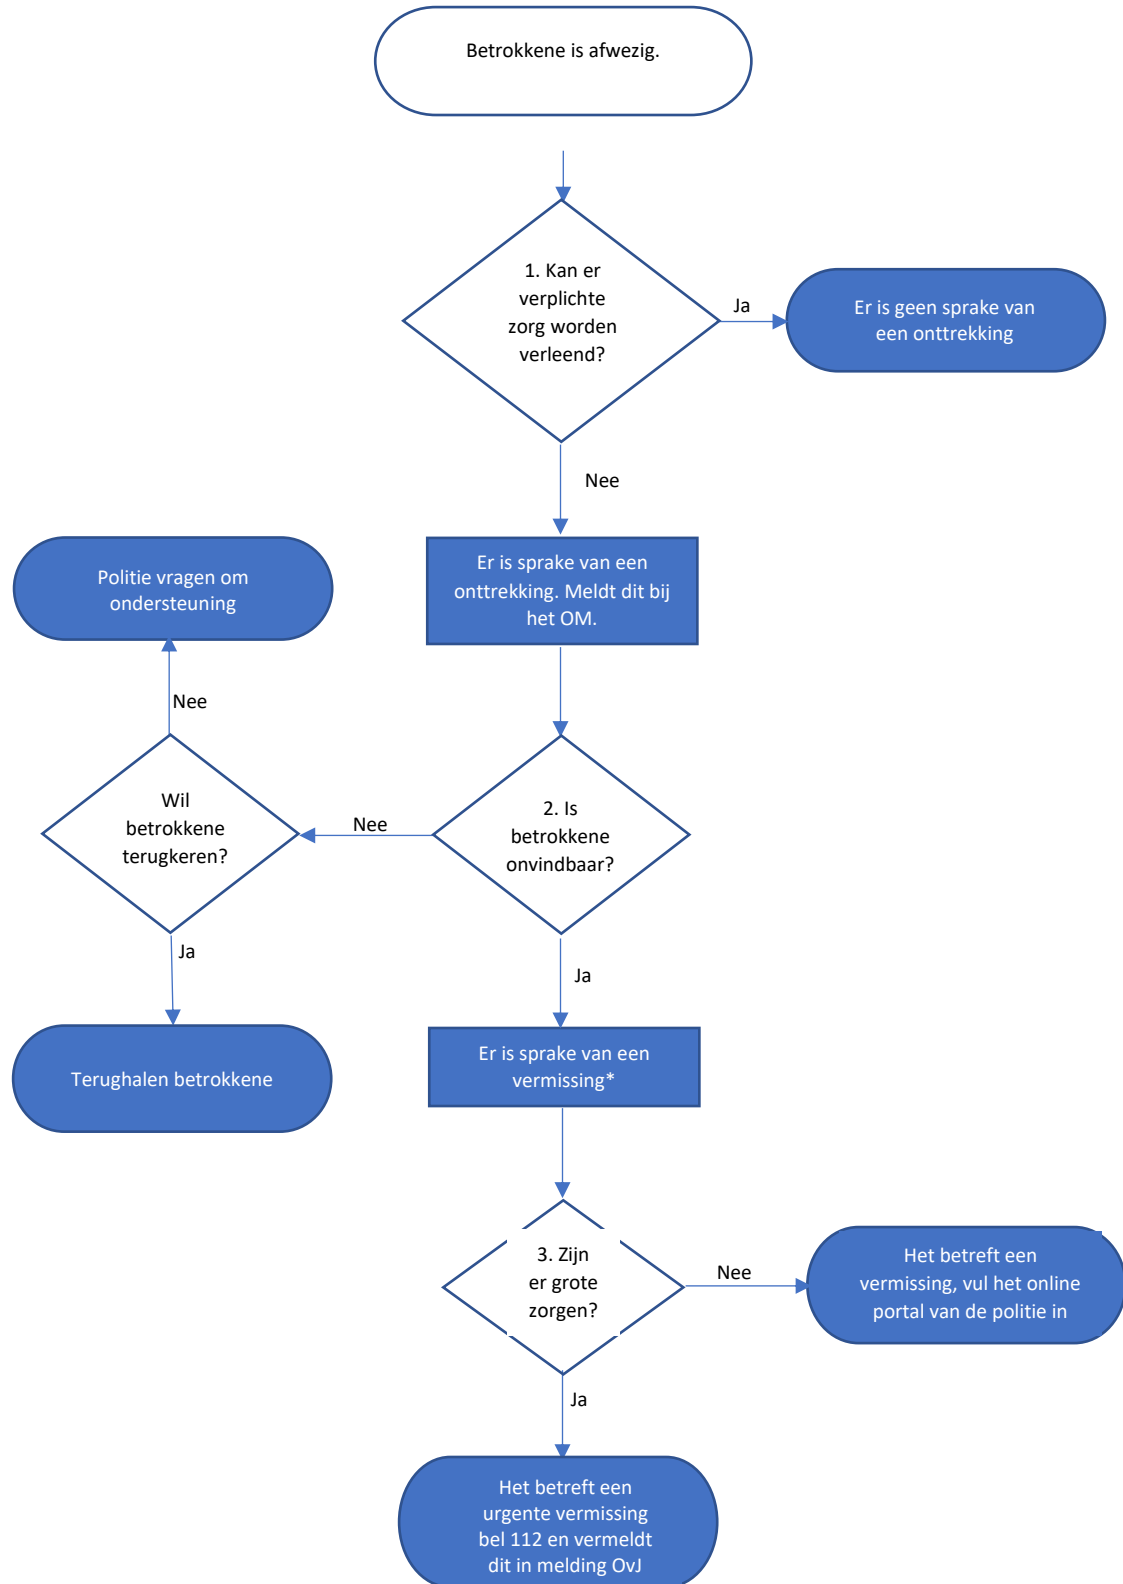 Betrokkene is afwezig.
1. Kan er
verplichte
zorg worden
verleend?
Ja
Er is geen sprake van
een onttrekking
Nee
Er is sprake van een
onttrekking. Meldt dit bij
het OM.
Politie vragen om
ondersteuning
Nee
Wil
betrokkene
terugkeren?
Nee
2. Is
betrokkene
onvindbaar?
Ja
Ja
Terughalen betrokkene
Er is sprake van een
vermissing*
3. Zijn
er grote
zorgen?
Nee
Het betreft een
vermissing, vul het online
portal van de politie in
Ja
Het betreft een
urgente vermissing
bel 112 en vermeldt
dit in melding OvJ